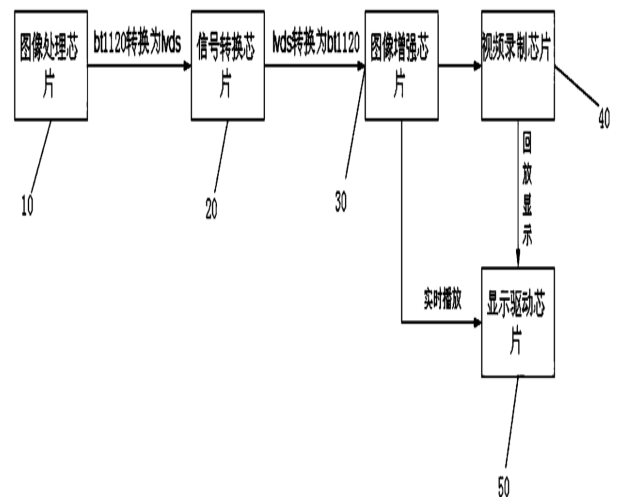 图像处理芯
片
bt1120转换为lvds
信号转换芯
片
lvds转换为bt1120
图像增强芯
片
视频录制芯片
10
20
30
40
回
放
显
示
实时播放
显示驱动芯
片
50